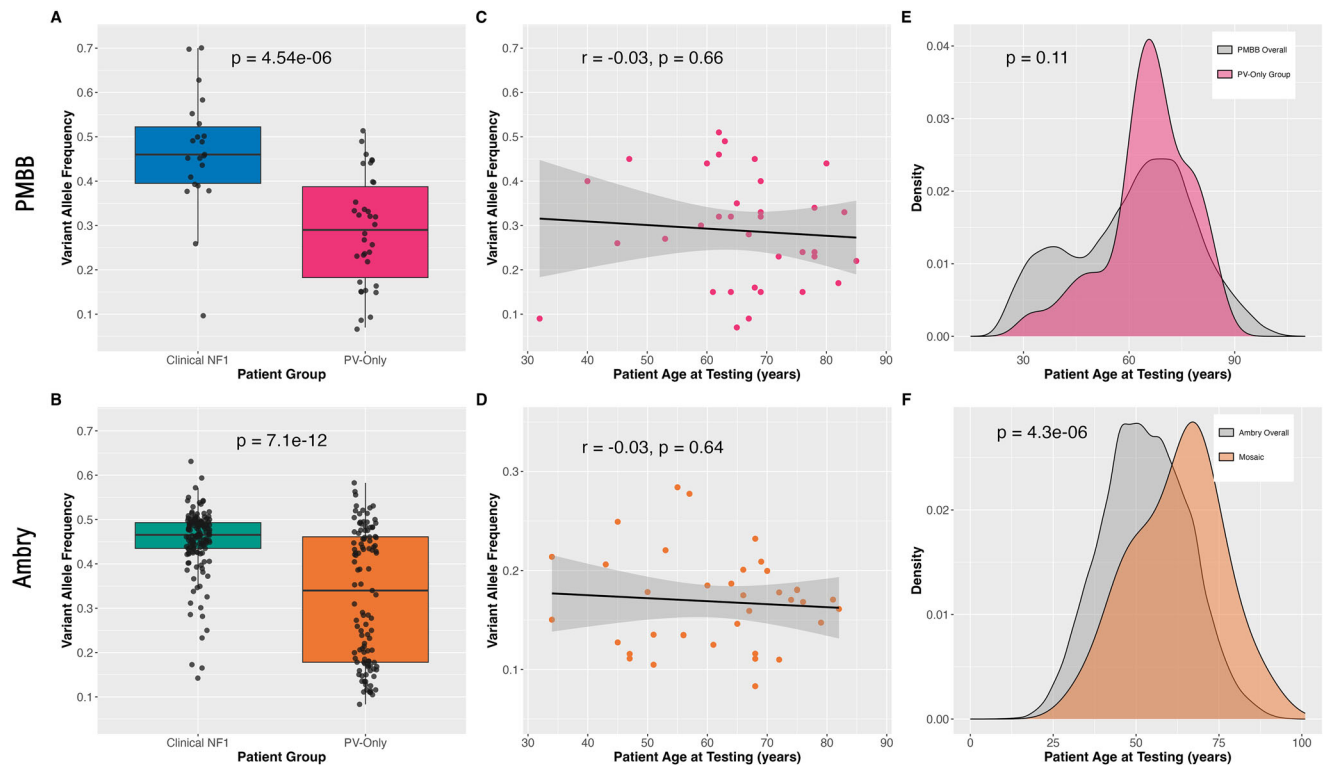 PMBB
A
p = 4.54e-06
Variant Allele Frequency
0.7
0.6
0.5
0.4
0.3
0.2
0.1
Clinical NF1
PV-Only
Patient Group
C
r = -0.03, p = 0.66
Variant Allele Frequency
0.7
0.6
0.5
0.4
0.3
0.2
0.1
30 40 50 60 70 80 90
Patient Age at Testing (years)
E
p = 0.11
PMBB Overall
PV-Only Group
Density
0.04
0.03
0.02
0.01
0.00
30 60 90
Patient Age at Testing (years)
Ambry
B
p = 7.1e-12
Variant Allele Frequency
0.7
0.6
0.5
0.4
0.3
0.2
0.1
Clinical NF1
PV-Only
Patient Group
D
r = -0.03, p = 0.64
Variant Allele Frequency
0.3
0.2
0.1
30 40 50 60 70 80 90
Patient Age at Testing (years)
F
p = 4.3e-06
Ambry Overall
Mosaic
Density
0.02
0.01
0.00
0 25 50 75 100
Patient Age at Testing (years)